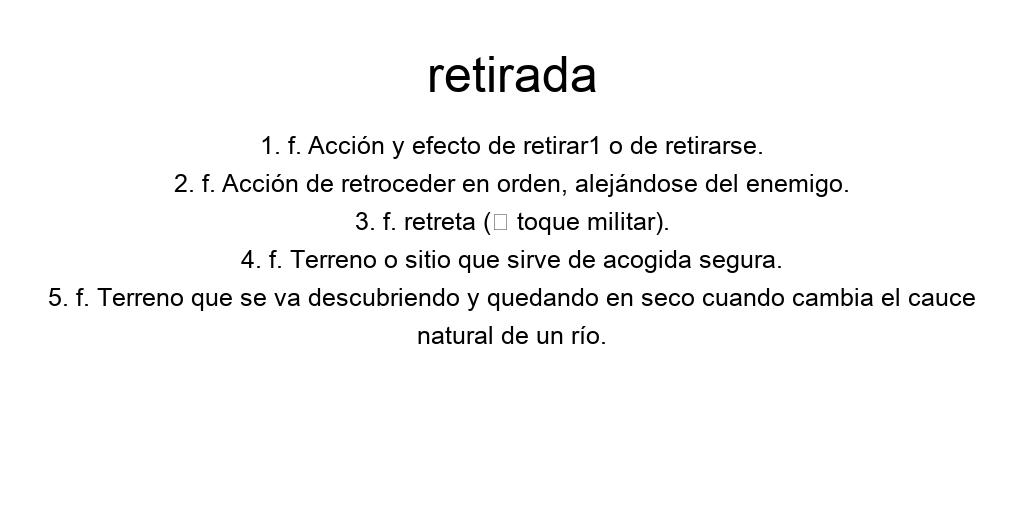 retirada
1. f. Acción y efecto de retirar1 o de retirarse.
2. f. Acción de retroceder en orden, alejándose del enemigo.
3. f. retreta (▯ toque militar).
4. f. Terreno o sitio que sirve de acogida segura.
5. f. Terreno que se va descubriendo y quedando en seco cuando cambia el cauce
natural de un río.